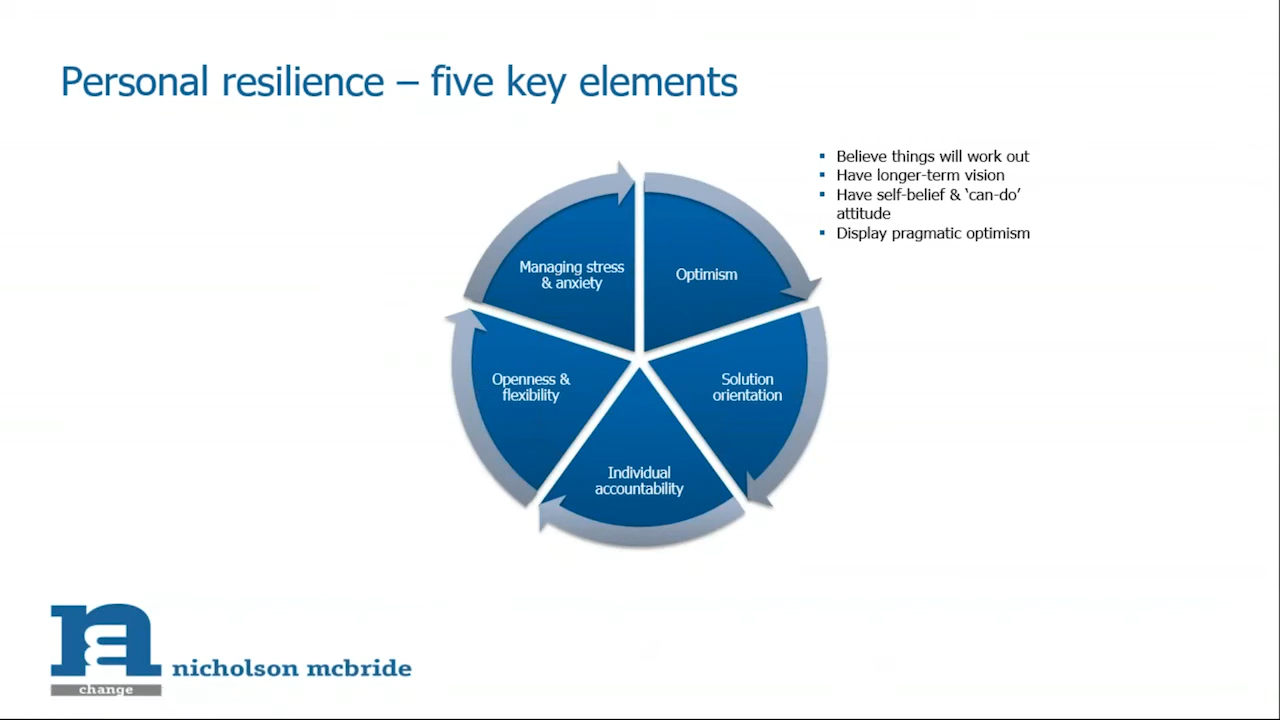 Personal resilience – five key elements
▪ Believe things will work out
▪ Have longer-term vision
▪ Have self-belief & ‘can-do’
attitude
▪ Display pragmatic optimism
Managing stress
& anxiety
Optimism
Openness &
flexibility
Solution
orientation
Individual
accountability
nicholson mcbride
change